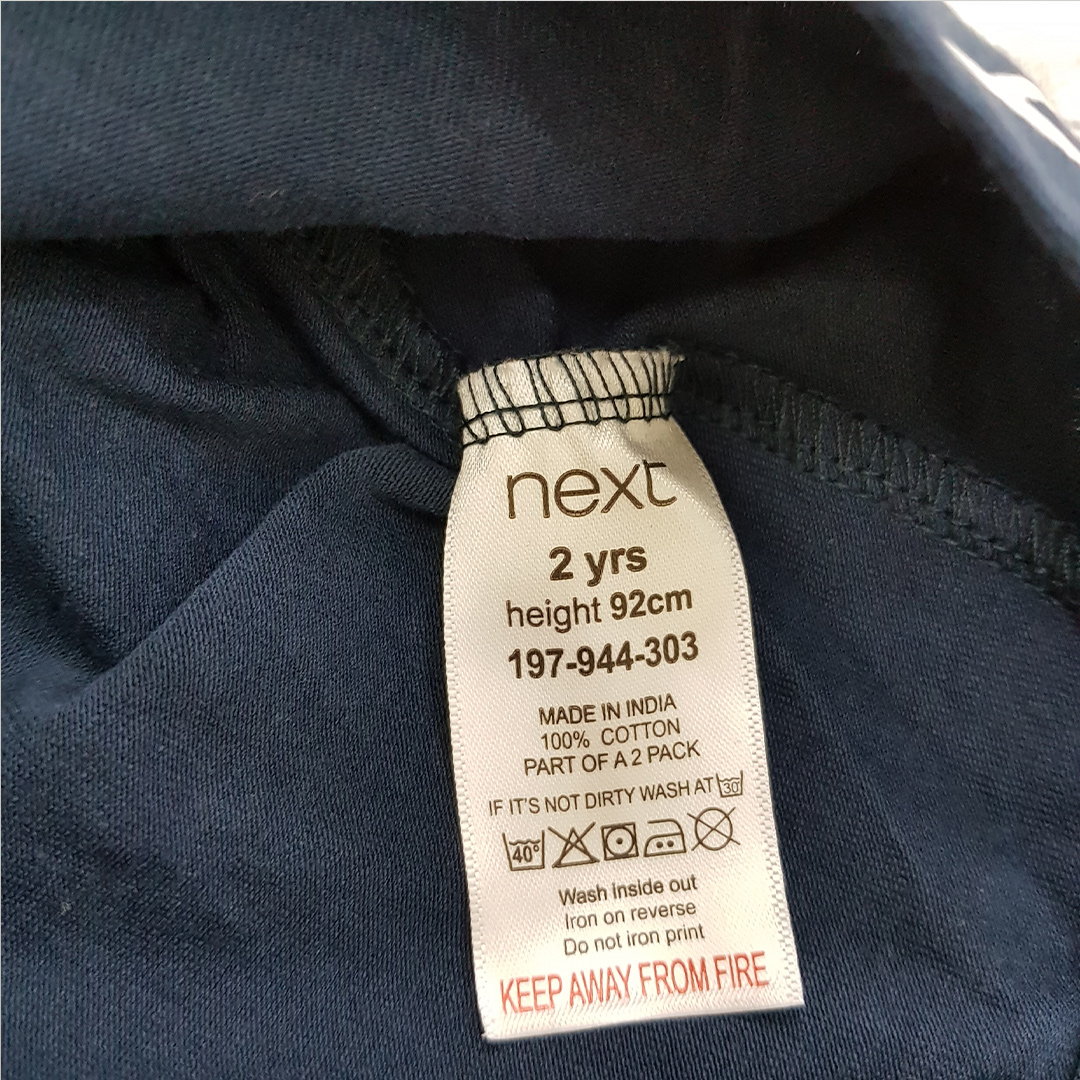 next
2 yrs
height 92cm
197-944-303
MADE IN INDIA
100% COTTON
PART OF A 2 PACK
IF IT'S NOT DIRTY WASH AT 30°
40°
Wash inside out
Iron on reverse
Do not iron print
KEEP AWAY FROM FIRE